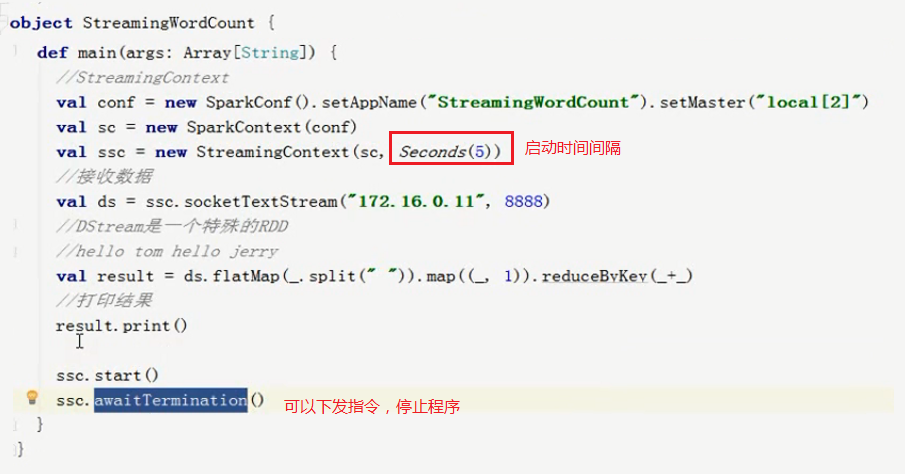 object StreamingWordCount {
def main(args: Array[String]) {
//StreamingContext
val conf = new SparkConf().setAppName("StreamingWordCount").setMaster("local[2]")
val sc = new SparkContext(conf)
val ssc = new StreamingContext(sc, Seconds(5)) 启动时间间隔
//接收数据
val ds = ssc.socketTextStream("172.16.0.11", 8888)
//DStream是一个特殊的RDD
//hello tom hello jerry
val result = ds.flatMap(_.split(" ")).map((_, 1)).reduceByKey(_+_)
//打印结果
result.print()
ssc.start()
ssc.awaitTermination() 可以下发指令，停止程序
}
}